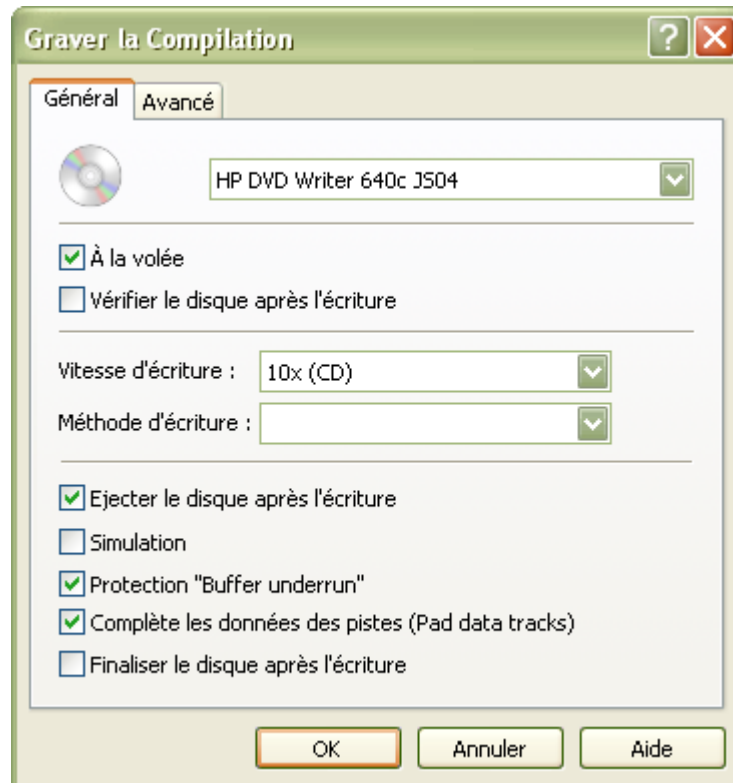 Graver la Compilation
Général
Avancé
HP DVD Writer 640c JS04
À la volée
Vérifier le disque après l'écriture
Vitesse d'écriture : 10x (CD)
Méthode d'écriture :
Ejecter le disque après l'écriture
Simulation
Protection "Buffer underrun"
Complète les données des pistes (Pad data tracks)
Finaliser le disque après l'écriture
OK Annuler Aide